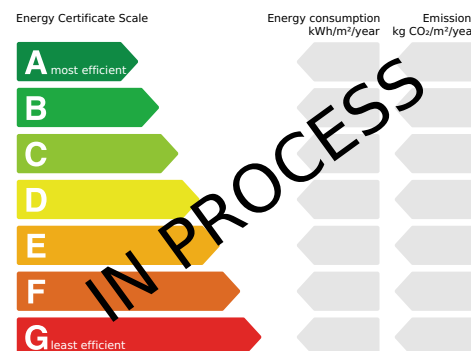 Energy Certificate Scale
Energy consumption
kWh/m²/year
Emission
kg CO₂/m²/year
A most efficient
B
C
D
E
F
G least efficient
IN PROCESS